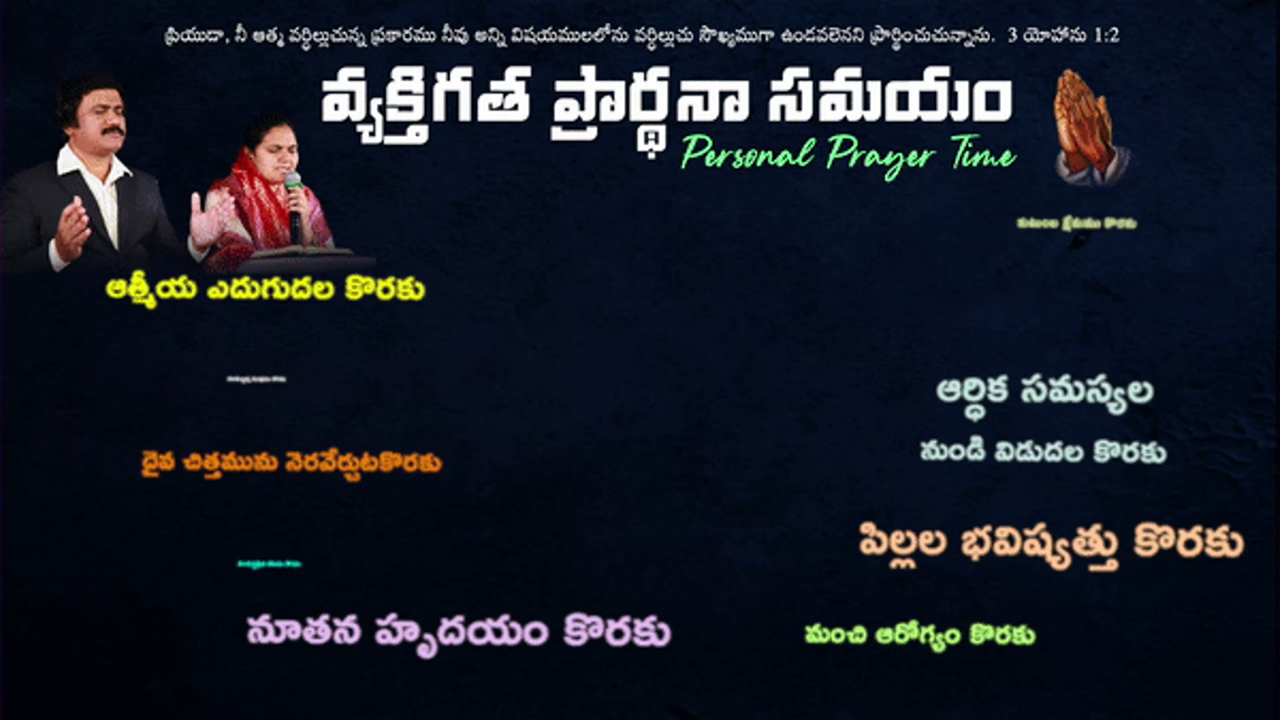 ప్రియుడా, నీ ఆత్మ వర్ధిల్లుచున్న ప్రకారము నీవు అన్ని విషయములలోను వర్ధిల్లుచు సౌఖ్యముగా ఉండవలెనని ప్రార్థించుచున్నాను. 3 యోహాను 1:2
వ్యక్తిగత ప్రార్థనా సమయం
Personal Prayer Time
కుటుంబ క్షేమము కొరకు
ఆత్మీయ ఎదుగుదల కొరకు
ఆర్ధిక సమస్యల
నుండి విడుదల కొరకు
దైవ చిత్తమును నెరవేర్చుటకొరకు
పిల్లల భవిష్యత్తు కొరకు
నూతన హృదయం కొరకు
మంచి ఆరోగ్యం కొరకు